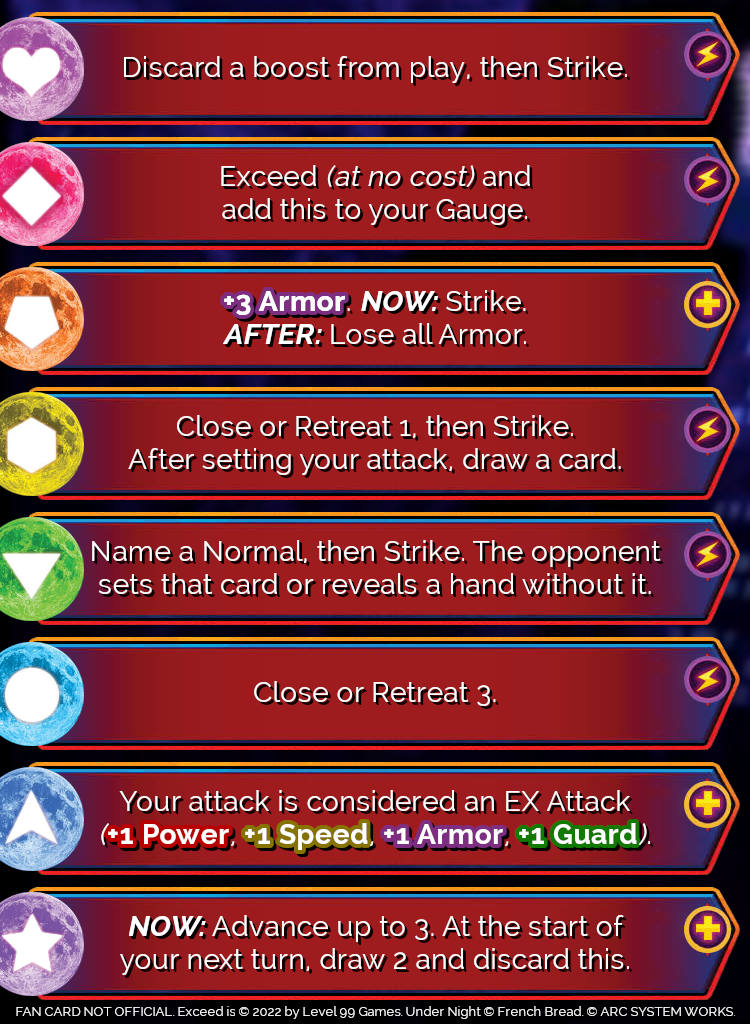 Discard a boost from play, then Strike.
Exceed (at no cost) and
add this to your Gauge.
+3 Armor. NOW: Strike.
AFTER: Lose all Armor.
Close or Retreat 1, then Strike.
After setting your attack, draw a card.
Name a Normal, then Strike. The opponent
sets that card or reveals a hand without it.
Close or Retreat 3.
Your attack is considered an EX Attack
(+1 Power, +1 Speed, +1 Armor, +1 Guard).
NOW: Advance up to 3. At the start of
your next turn, draw 2 and discard this.
FAN CARD NOT OFFICIAL. Exceed is © 2022 by Level 99 Games. Under Night © French Bread. © ARC SYSTEM WORKS.